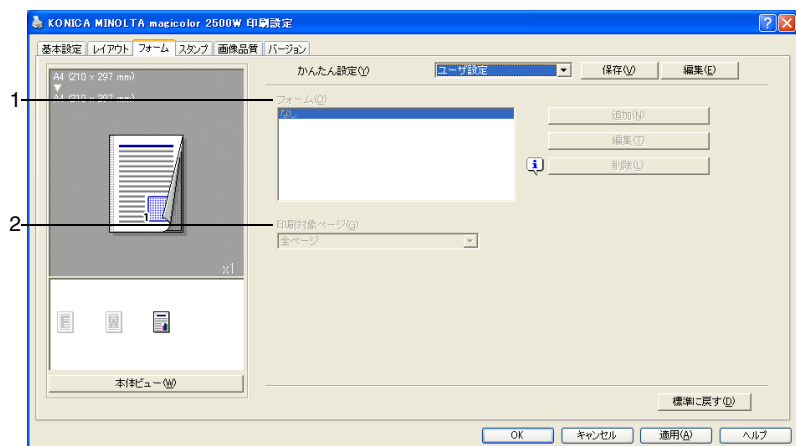 KONICA MINOLTA magicolor 2500W 印刷設定
基本設定 レイアウト フォーム スタンプ 画像品質 バージョン
A4 (210 x 297 mm)
A4 (210 x 297 mm)
1
x1
本体ビュー(W)
かんたん設定(Y) ユーザ設定 保存(V) 編集(E)
1
フォーム(O)
なし
追加(N)
編集(T)
削除(L)
2
印刷対象ページ(G)
全ページ
標準に戻す(D)
OK キャンセル 適用(A) ヘルプ